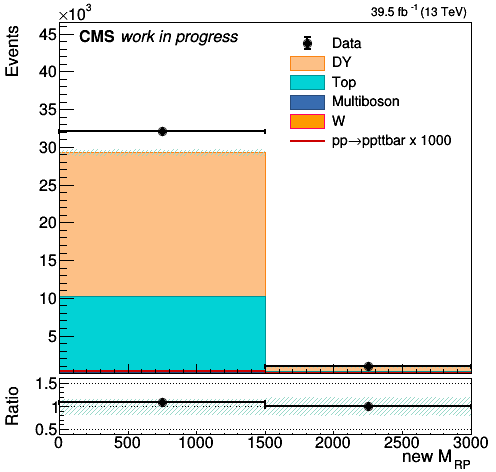 ×10³
39.5 fb⁻¹ (13 TeV)
Events
CMS work in progress
45
40
35
30
25
20
15
10
5
Data
DY
Top
Multiboson
W
pp→ppttbar x 1000
Ratio
1.5
1
0.5
0 500 1000 1500 2000 2500 3000
new M_RP